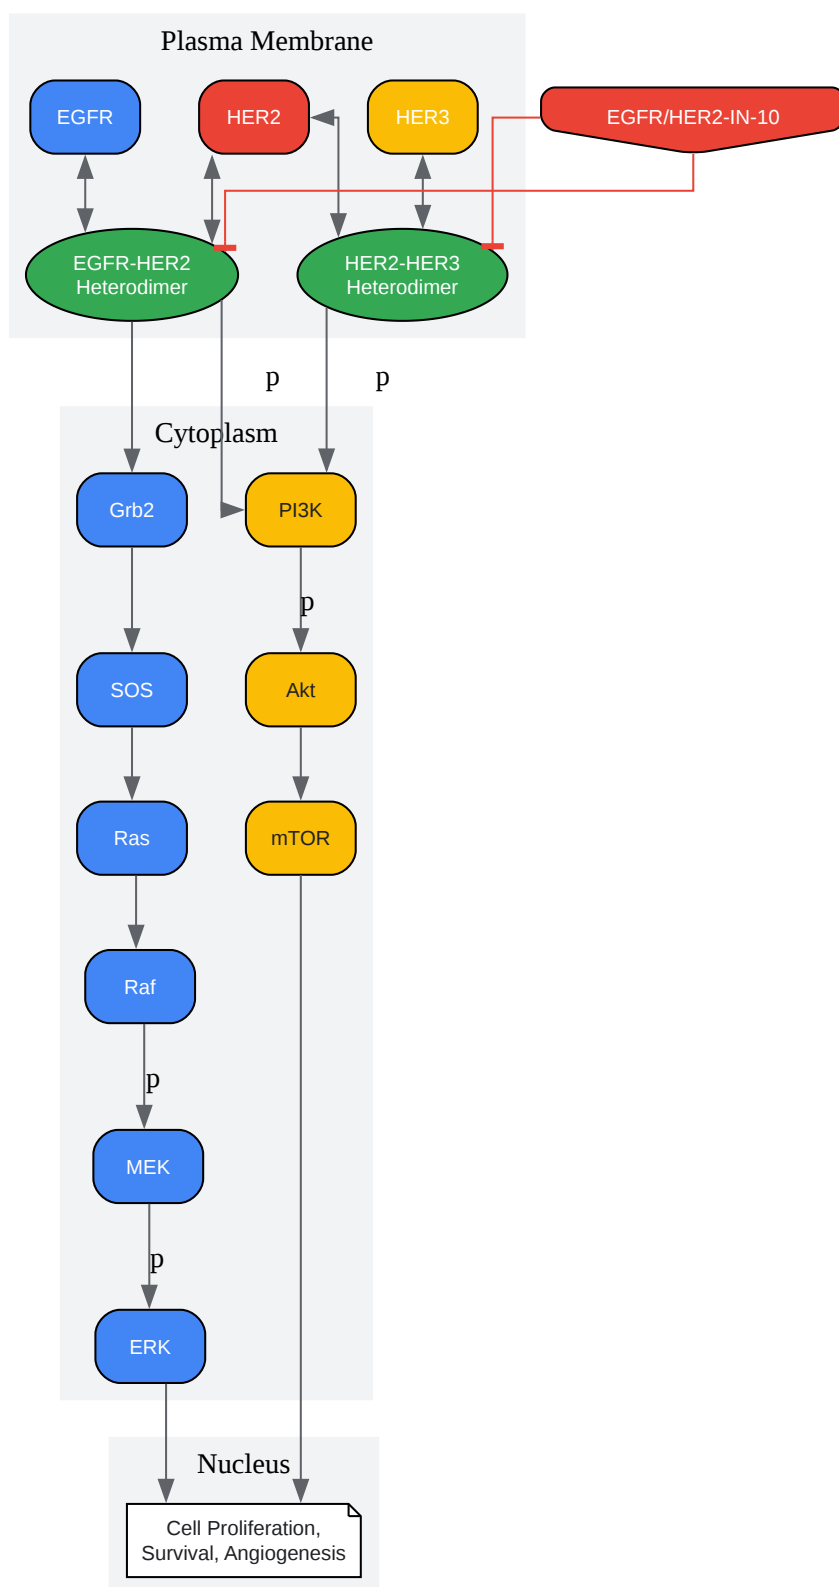 Plasma Membrane
EGFR
HER2
HER3
EGFR/HER2-IN-10
EGFR-HER2
Heterodimer
HER2-HER3
Heterodimer
p
p
Cytoplasm
Grb2
PI3K
p
SOS
Akt
Ras
mTOR
Raf
p
MEK
p
ERK
Nucleus
Cell Proliferation,
Survival, Angiogenesis